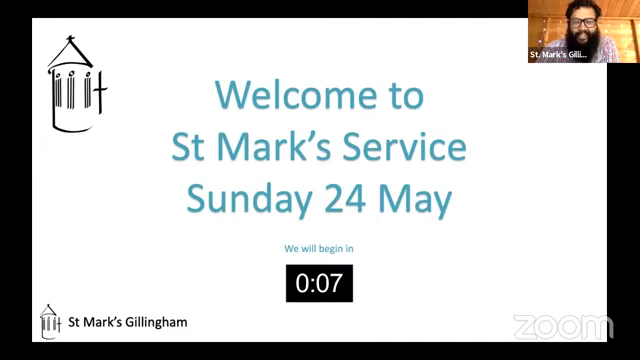 St. Mark's Gilli...
Welcome to
St Mark's Service
Sunday 24 May
We will begin in
0:07
St Mark's Gillingham
zoom